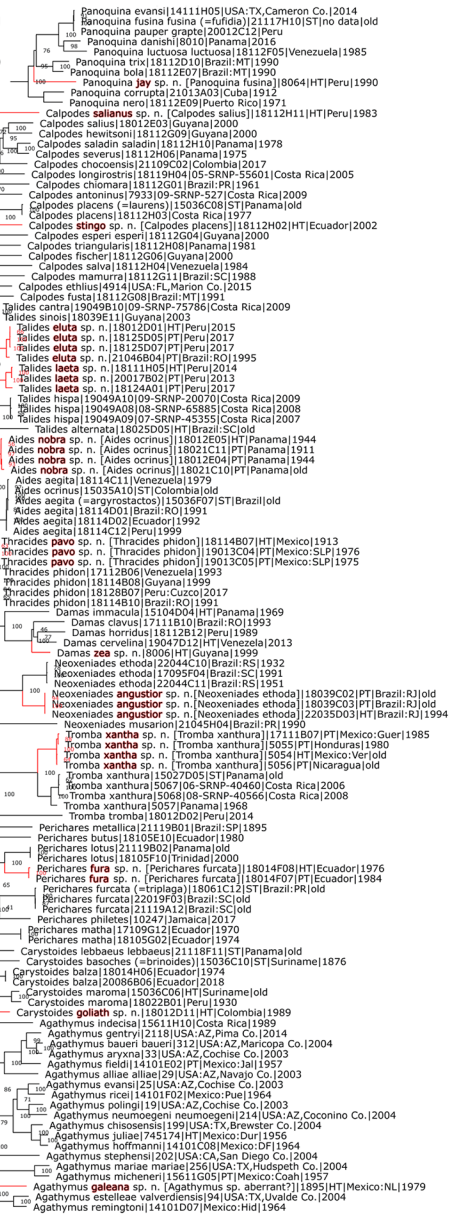 Panoquina evansi|14111H05|USA:TX,Cameron Co.|2014
Panoquina fusina fusina (=fufidia)|21117H10|ST|no data|old
Panoquina pauper grapte|20012C12|Peru
Panoquina danishi|8010|Panama|2016
Panoquina luctuosa luctuosa|18112F05|Venezuela|1985
Panoquina trix|18112D10|Brazil:MT|1990
Panoquina bola|18112E07|Brazil:MT|1990
Panoquina jay sp. n. [Panoquina fusina]|8064|HT|Peru|1990
Panoquina corrupta|21013A03|Cuba|1912
Panoquina nero|18112E09|Puerto Rico|1971
Calpodes salianus sp. n. [Calpodes salius]|18112H11|HT|Peru|1983
Calpodes salius|18012E03|Guyana|2000
Calpodes hewitsoni|18112G09|Guyana|2000
Calpodes saladin saladin|18112H10|Panama|1978
Calpodes severus|18112H06|Panama|1975
Calpodes chocoensis|21109C02|Colombia|2017
Calpodes longirostris|18119H04|05-SRNP-55601|Costa Rica|2005
Calpodes chiomara|18112G01|Brazil:PR|1961
Calpodes antoninus|7933|09-SRNP-527|Costa Rica|2009
Calpodes placens (=laurens)|15036C08|ST|Panama|old
Calpodes placens|18112H03|Costa Rica|1977
Calpodes stingo sp. n. [Calpodes placens]|18112H02|HT|Ecuador|2002
Calpodes esperi esperi|18112G04|Guyana|2000
Calpodes triangularis|18112H08|Panama|1981
Calpodes fischer|18112G06|Guyana|2000
Calpodes salva|18112H04|Venezuela|1984
Calpodes mamurra|18112G11|Brazil:SC|1988
Calpodes ethlius|4914|USA:FL,Marion Co.|2015
Calpodes fusta|18112G08|Brazil:MT|1991
Talides cantra|19049B10|09-SRNP-75786|Costa Rica|2009
Talides sinois|18039E11|Guyana|2003
Talides eluta sp. n.|18012D01|HT|Peru|2015
Talides eluta sp. n.|18125D05|PT|Peru|2017
Talides eluta sp. n.|18125D07|PT|Peru|2017
Talides eluta sp. n.|21046B04|PT|Brazil:RO|1995
Talides laeta sp. n.|18111H05|HT|Peru|2014
Talides laeta sp. n.|20017B02|PT|Peru|2013
Talides laeta sp. n.|18124A01|PT|Peru|2017
Talides hispa|19049A10|09-SRNP-20070|Costa Rica|2009
Talides hispa|19049A08|08-SRNP-65885|Costa Rica|2008
Talides hispa|19049A09|07-SRNP-45355|Costa Rica|2007
Talides alternata|18025D05|HT|Brazil:SC|old
Aides nobra sp. n. [Aides ocrinus]|18012E05|HT|Panama|1944
Aides nobra sp. n. [Aides ocrinus]|18021C11|PT|Panama|1911
Aides nobra sp. n. [Aides ocrinus]|18012E04|PT|Panama|1944
Aides nobra sp. n. [Aides ocrinus]|18021C10|PT|Panama|old
Aides aegita|18114C11|Venezuela|1979
Aides ocrinus|15035A10|ST|Colombia|old
Aides aegita (=argyrostactos)|15036F07|ST|Brazil|old
Aides aegita|18114D01|Brazil:RO|1991
Aides aegita|18114D02|Ecuador|1992
Aides aegita|18114C12|Peru|1999
Thracides pavo sp. n. [Thracides phidon]|18114B07|HT|Mexico|1913
Thracides pavo sp. n. [Thracides phidon]|19013C04|PT|Mexico:SLP|1976
Thracides pavo sp. n. [Thracides phidon]|19013C05|PT|Mexico:SLP|1975
Thracides phidon|17112B06|Venezuela|1993
Thracides phidon|18114B08|Guyana|1999
Thracides phidon|18128B07|Peru:Cuzco|2017
Thracides phidon|18114B10|Brazil:RO|1991
Damas immacula|15104D04|HT|Panama|1969
Damas clavus|17111B10|Brazil:RO|1993
Damas horridus|18112B12|Peru|1989
Damas cervelina|19047D12|HT|Venezuela|2013
Damas zea sp. n.|8006|HT|Guyana|1999
Neoxeniades ethoda|22044C10|Brazil:RS|1932
Neoxeniades ethoda|17095F04|Brazil:SC|1991
Neoxeniades ethoda|22044C11|Brazil:RS|1951
Neoxeniades angustior sp. n.[Neoxeniades ethoda]|18039C02|PT|Brazil:RJ|old
Neoxeniades angustior sp. n.[Neoxeniades ethoda]|18039C03|PT|Brazil:RJ|old
Neoxeniades angustior sp. n.[Neoxeniades ethoda]|22035D03|HT|Brazil:RJ|1994
Neoxeniades musarion|21045H04|Brazil:PR|1990
Tromba xantha sp. n. [Tromba xanthura]|17111B07|PT|Mexico:Guer|1985
Tromba xantha sp. n. [Tromba xanthura]|5055|PT|Honduras|1980
Tromba xantha sp. n. [Tromba xanthura]|5054|HT|Mexico:Ver|old
Tromba xantha sp. n. [Tromba xanthura]|5056|PT|Nicaragua|old
Tromba xanthura|15027D05|ST|Panama|old
Tromba xanthura|5067|06-SRNP-40460|Costa Rica|2006
Tromba xanthura|5068|08-SRNP-40566|Costa Rica|2008
Tromba xanthura|5057|Panama|1968
Tromba tromba|18012D02|Peru|2014
Perichares metallica|21119B01|Brazil:SP|1895
Perichares butus|18105E10|Ecuador|1980
Perichares lotus|21119B02|Panama|old
Perichares lotus|18105F10|Trinidad|2000
Perichares fura sp. n. [Perichares furcata]|18014F08|HT|Ecuador|1976
Perichares fura sp. n. [Perichares furcata]|18014F07|PT|Ecuador|1984
Perichares furcata (=triplaga)|18061C12|ST|Brazil:PR|old
Perichares furcata|22019F03|Brazil:SC|old
Perichares furcata|21119A12|Brazil:SC|old
Perichares philetes|10247|Jamaica|2017
Perichares matha|17109G12|Ecuador|1970
Perichares matha|18105G02|Ecuador|1974
Carystoides lebbaeus lebbaeus|21118F11|ST|Panama|old
Carystoides basoches (=brinoides)|15036C10|ST|Suriname|1876
Carystoides balza|18014H06|Ecuador|1974
Carystoides balza|20086B06|Ecuador|2018
Carystoides maroma|15036C06|HT|Suriname|old
Carystoides maroma|18022B01|Peru|1930
Carystoides goliath sp. n.|18012D11|HT|Colombia|1989
Agathymus indecisa|15611H10|Costa Rica|1989
Agathymus gentryi|2118|USA:AZ,Pima Co.|2014
Agathymus baueri baueri|312|USA:AZ,Maricopa Co.|2004
Agathymus aryxna|33|USA:AZ,Cochise Co.|2003
Agathymus fieldi|14101E02|PT|Mexico:Jal|1957
Agathymus alliae alliae|29|USA:AZ,Navajo Co.|2003
Agathymus evansi|25|USA:AZ,Cochise Co.|2003
Agathymus ricei|14101F02|Mexico:Pue|1964
Agathymus polingi|19|USA:AZ,Cochise Co.|2003
Agathymus neumoegeni neumoegeni|214|USA:AZ,Coconino Co.|2004
Agathymus chisosensis|199|USA:TX,Brewster Co.|2004
Agathymus juliae|745174|HT|Mexico:Dur|1956
Agathymus hoffmanni|14101C08|Mexico:DF|1964
Agathymus stephensi|202|USA:CA,San Diego Co.|2004
Agathymus mariae mariae|256|USA:TX,Hudspeth Co.|2004
Agathymus micheneri|15611G05|PT|Mexico:Coah|1957
Agathymus galeana sp. n. [Agathymus sp. aberrant?]|1895|HT|Mexico:NL|1979
Agathymus estelleae valverdiensis|94|USA:TX,Uvalde Co.|2004
Agathymus remingtoni|14101D07|Mexico:Hid|1964